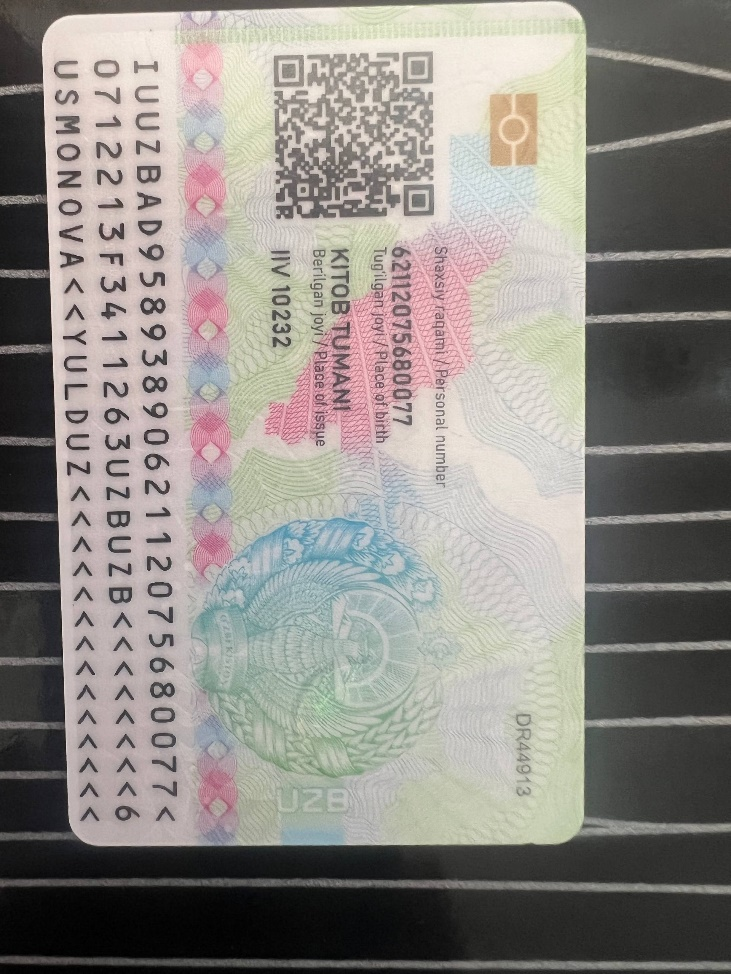 DR44913
Shaxsiy raqami / Personal number
62112075680077
Tug'ilgan joyi / Place of birth
KITOB TUMANI
Berilgan joyi / Place of issue
IIV 10232
UZB
IUUZBAD9589389062112075680077<
0712213F3411263UZBUZB<<<<<<<<6
USMONOVA<<YULDUZ<<<<<<<<<<<<<<